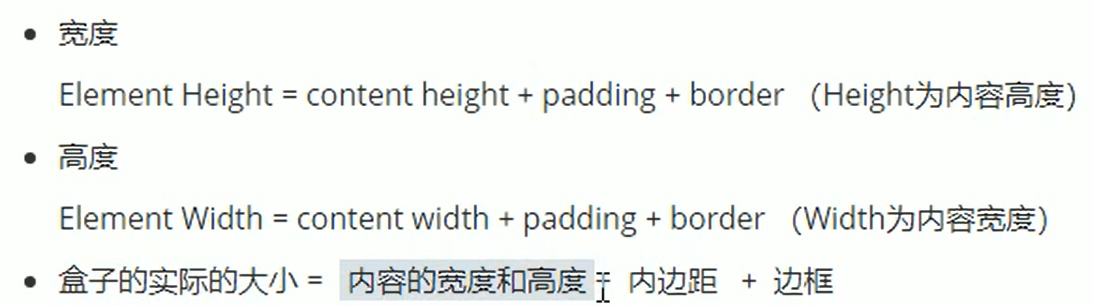 宽度
Element Height = content height + padding + border （Height为内容高度）
高度
Element Width = content width + padding + border （Width为内容宽度）
盒子的实际的大小 = 内容的宽度和高度 + 内边距 + 边框